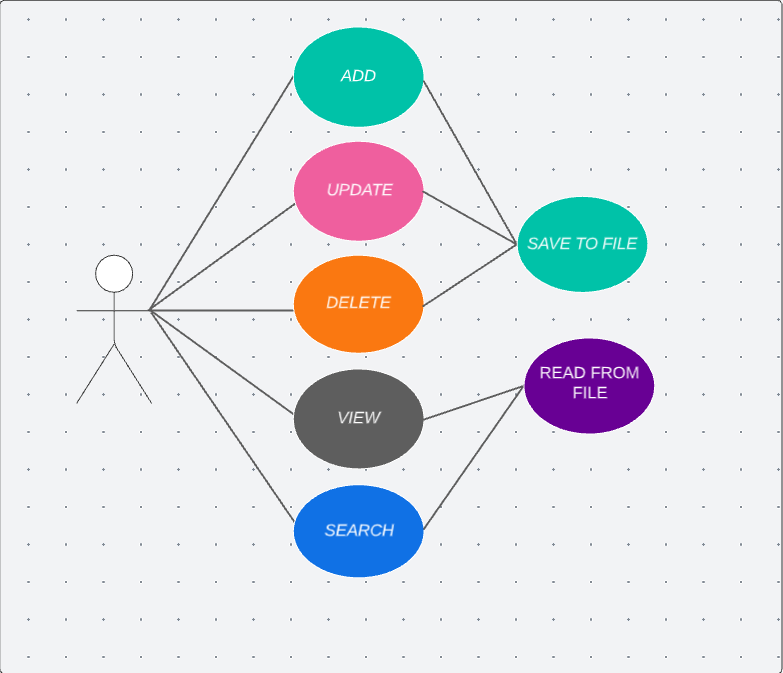 ADD
UPDATE
SAVE TO FILE
DELETE
READ FROM
FILE
VIEW
SEARCH